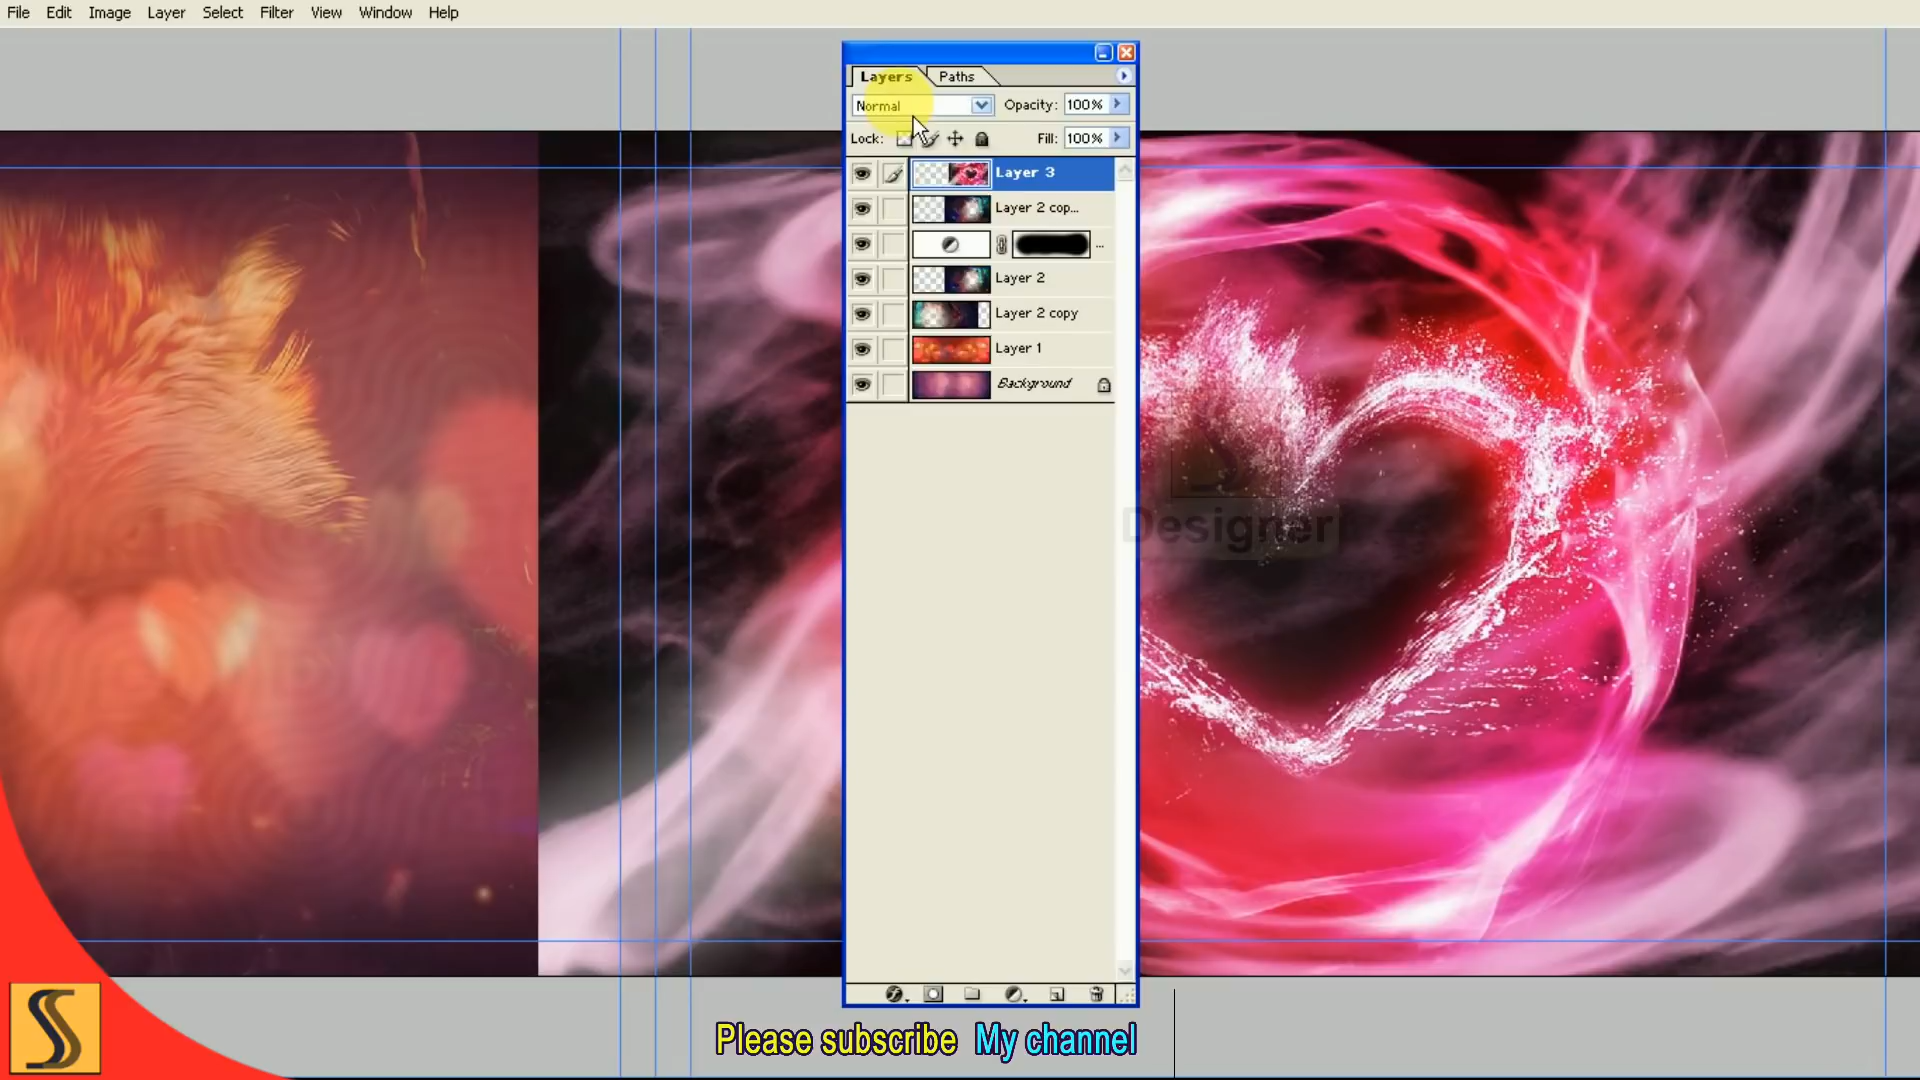 File Edit Image Layer Select Filter View Window Help
Layers Paths
Normal Opacity: 100%
Lock: Fill: 100%
Layer 3
Layer 2 cop...
...
Layer 2
Layer 2 copy
Layer 1
Background
Designer
Please subscribe My channel